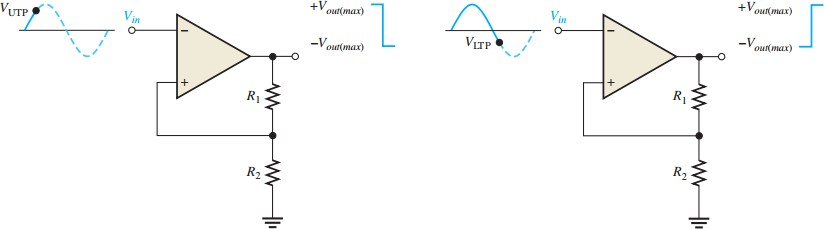 V_UTP
V_in
−
+
+V_out(max)
−V_out(max)
R_1
R_2
V_LTP
V_in
−
+
+V_out(max)
−V_out(max)
R_1
R_2